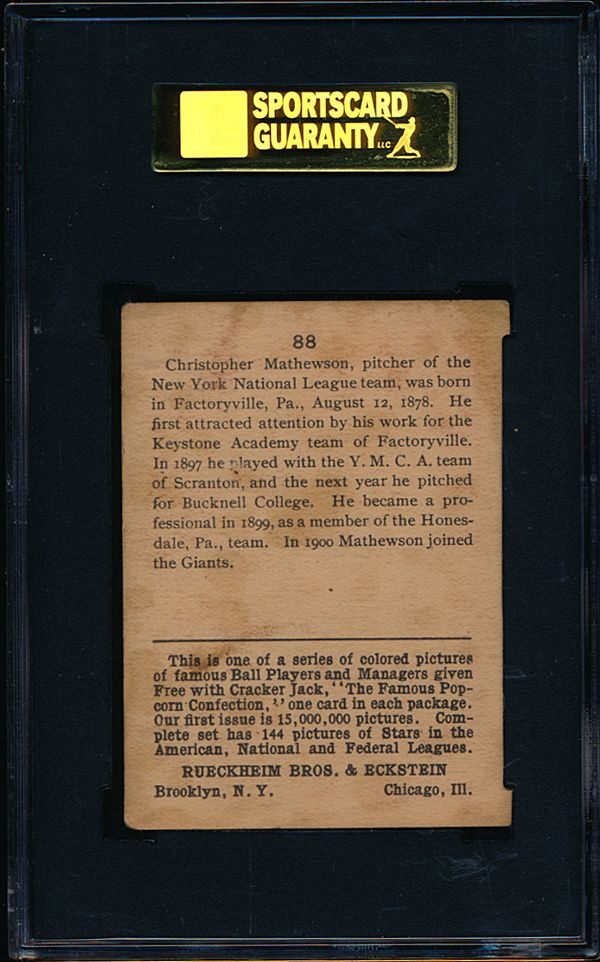 SPORTSCARD
GUARANTY LLC
88
Christopher Mathewson, pitcher of the
New York National League team, was born
in Factoryville, Pa., August 12, 1878. He
first attracted attention by his work for the
Keystone Academy team of Factoryville.
In 1897 he played with the Y. M. C. A. team
of Scranton, and the next year he pitched
for Bucknell College. He became a pro-
fessional in 1899, as a member of the Hones-
dale, Pa., team. In 1900 Mathewson joined
the Giants.
This is one of a series of colored pictures
of famous Ball Players and Managers given
Free with Cracker Jack, "The Famous Pop-
corn Confection," one card in each package.
Our first issue is 15,000,000 pictures. Com-
plete set has 144 pictures of Stars in the
American, National and Federal Leagues.
RUECKHEIM BROS. & ECKSTEIN
Brooklyn, N. Y. Chicago, Ill.